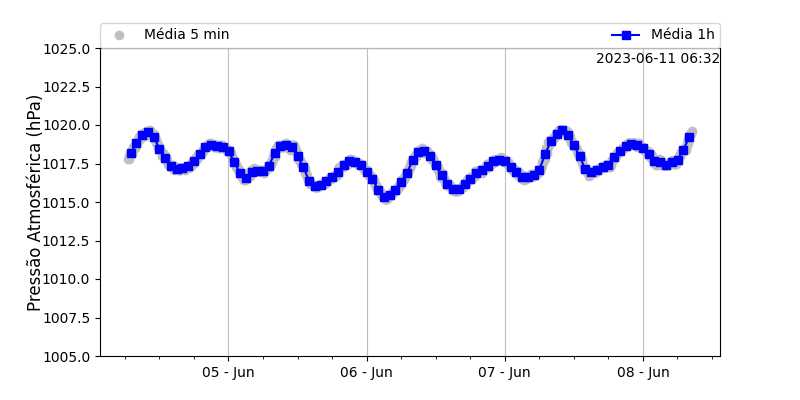 Média 5 min
Média 1h
2023-06-11 06:32
Pressão Atmosférica (hPa)
1025.0
1022.5
1020.0
1017.5
1015.0
1012.5
1010.0
1007.5
1005.0
05 - Jun
06 - Jun
07 - Jun
08 - Jun